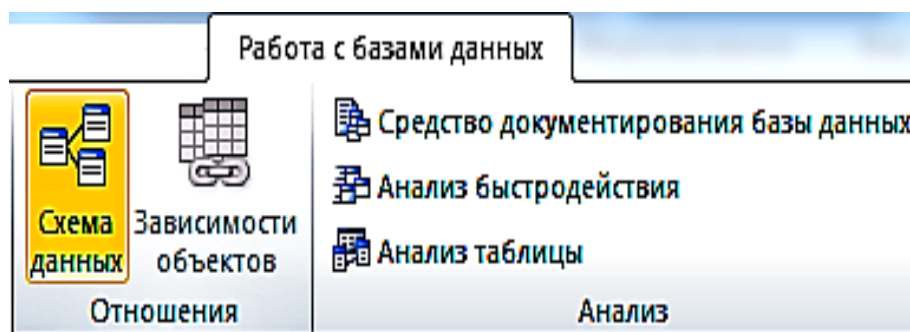 Работа с базами данных
Схема
данных
Зависимости
объектов
Отношения
Средство документирования базы данных
Анализ быстродействия
Анализ таблицы
Анализ